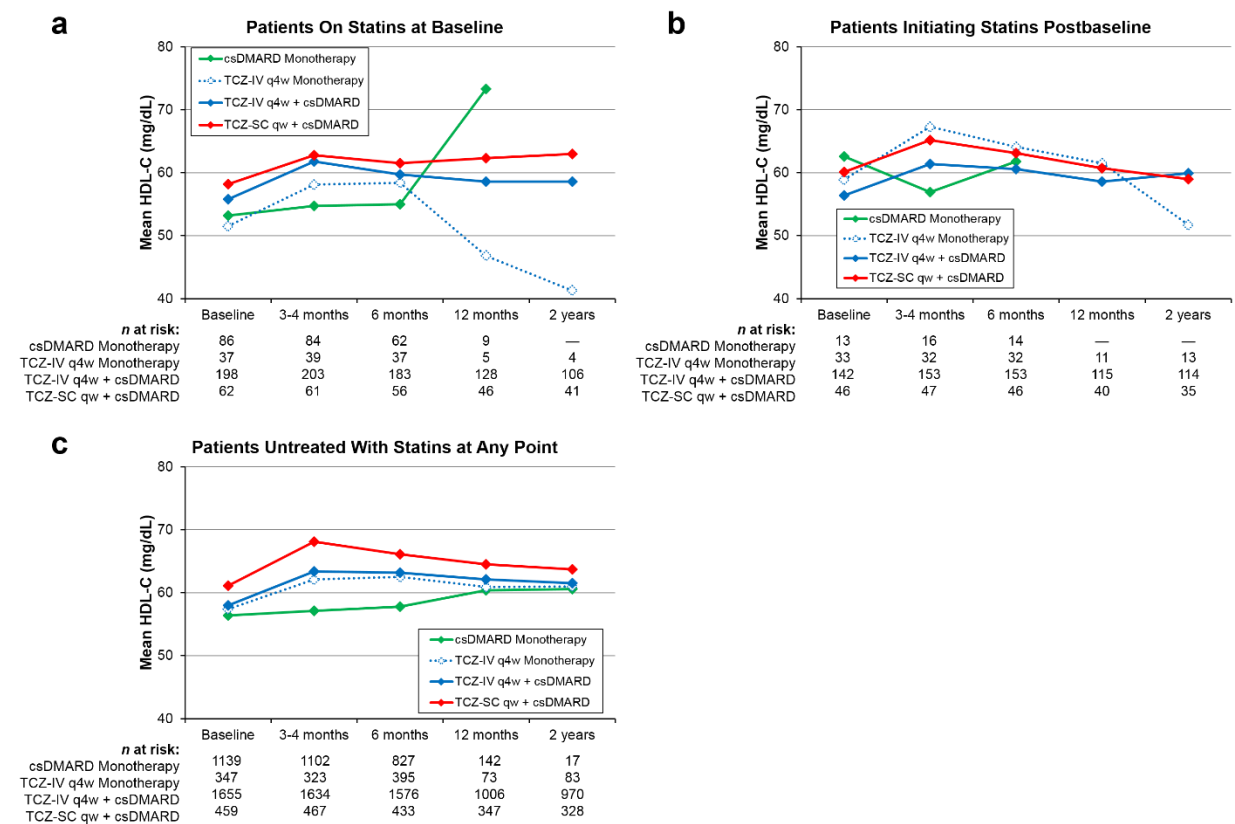 a
Patients On Statins at Baseline
80
70
60
50
40
Mean HDL-C (mg/dL)
csDMARD Monotherapy
TCZ-IV q4w Monotherapy
TCZ-IV q4w + csDMARD
TCZ-SC qw + csDMARD
Baseline 3-4 months 6 months 12 months 2 years
n at risk:
csDMARD Monotherapy 86 84 62 9 —
TCZ-IV q4w Monotherapy 37 39 37 5 4
TCZ-IV q4w + csDMARD 198 203 183 128 106
TCZ-SC qw + csDMARD 62 61 56 46 41
b
Patients Initiating Statins Postbaseline
80
70
60
50
40
Mean HDL-C (mg/dL)
csDMARD Monotherapy
TCZ-IV q4w Monotherapy
TCZ-IV q4w + csDMARD
TCZ-SC qw + csDMARD
Baseline 3-4 months 6 months 12 months 2 years
n at risk:
csDMARD Monotherapy 13 16 14 — —
TCZ-IV q4w Monotherapy 33 32 32 11 13
TCZ-IV q4w + csDMARD 142 153 153 115 114
TCZ-SC qw + csDMARD 46 47 46 40 35
c
Patients Untreated With Statins at Any Point
80
70
60
50
40
Mean HDL-C (mg/dL)
csDMARD Monotherapy
TCZ-IV q4w Monotherapy
TCZ-IV q4w + csDMARD
TCZ-SC qw + csDMARD
Baseline 3-4 months 6 months 12 months 2 years
n at risk:
csDMARD Monotherapy 1139 1102 827 142 17
TCZ-IV q4w Monotherapy 347 323 395 73 83
TCZ-IV q4w + csDMARD 1655 1634 1576 1006 970
TCZ-SC qw + csDMARD 459 467 433 347 328